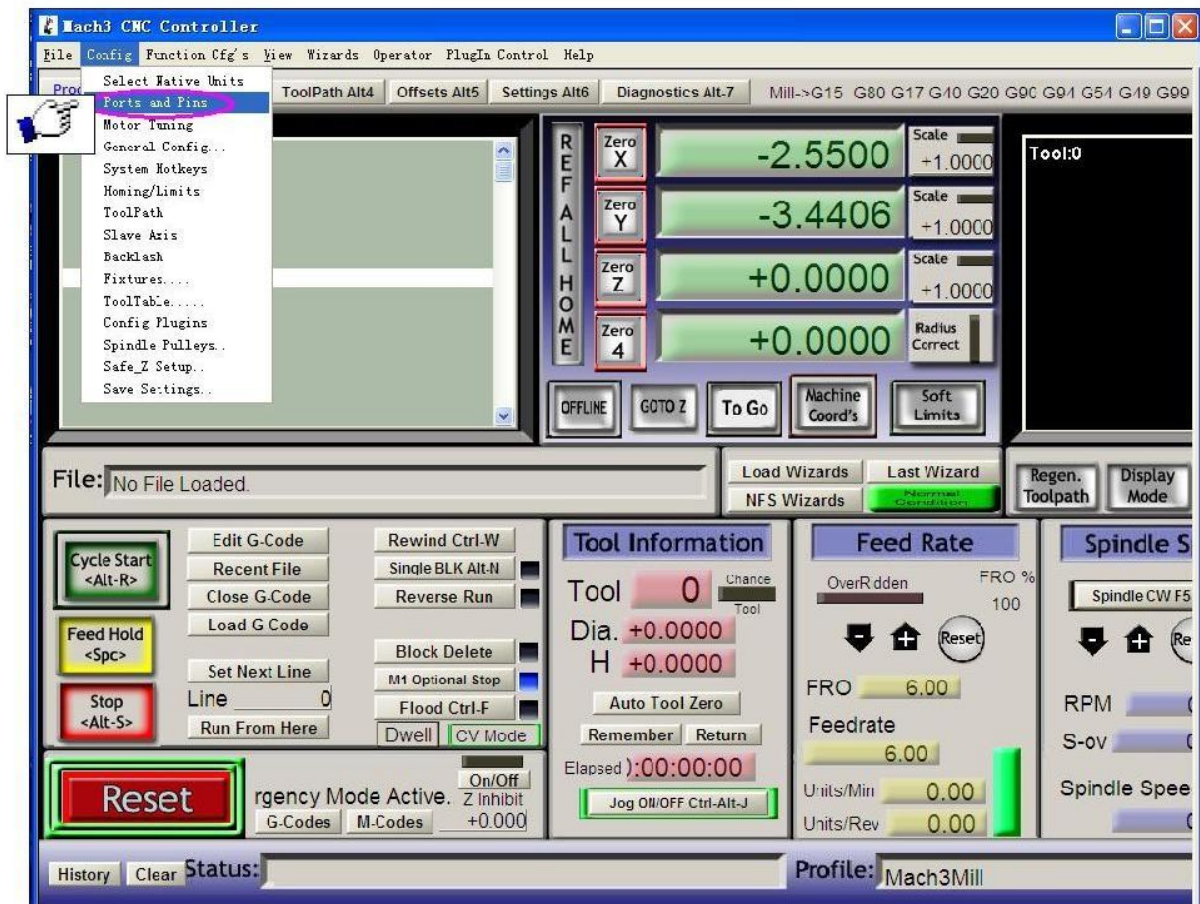 Mach3 CNC Controller
File Config Function Cfg's View Wizards Operator PlugIn Control Help
Select Native Units
Ports and Pins
Motor Tuning
General Config...
System Hotkeys
Homing/Limits
ToolPath
Slave Axis
Backlash
Fixtures....
ToolTable.....
Config Plugins
Spindle Pulleys..
Safe_Z Setup..
Save Settings..
ToolPath Alt4 Offsets Alt5 Settings Alt6 Diagnostics Alt-7 Mill->G15 G80 G17 G40 G20 G90 G94 G54 G49 G99
REF ALL HOME
Zero X -2.5500 Scale +1.0000
Zero Y -3.4406 Scale +1.0000
Zero Z +0.0000 Scale +1.0000
Zero 4 +0.0000 Radius Correct
OFFLINE GOTO Z To Go Machine Coord's Soft Limits
Tool:0
File: No File Loaded.
Load Wizards Last Wizard
NFS Wizards Normal Condition
Regen. Toolpath Display Mode
Cycle Start <Alt-R>
Feed Hold <Spc>
Stop <Alt-S>
Edit G-Code
Recent File
Close G-Code
Load G Code
Set Next Line
Line 0
Run From Here
Rewind Ctrl-W
Single BLK Alt-N
Reverse Run
Block Delete
M1 Optional Stop
Flood Ctrl-F
Dwell CV Mode
Reset
rgency Mode Active.
G-Codes M-Codes
On/Off
Z Inhibit
+0.000
Tool Information
Tool 0 Change Tool
Dia. +0.0000
H +0.0000
Auto Tool Zero
Remember Return
Elapsed ):00:00:00
Jog ON/OFF Ctrl-Alt-J
Feed Rate
OverRidden FRO %
100
Reset
FRO 6.00
Feedrate
6.00
Units/Min 0.00
Units/Rev 0.00
Spindle S
Spindle CW F5
Re
RPM
S-ov
Spindle Spee
History Clear Status:
Profile: Mach3Mill